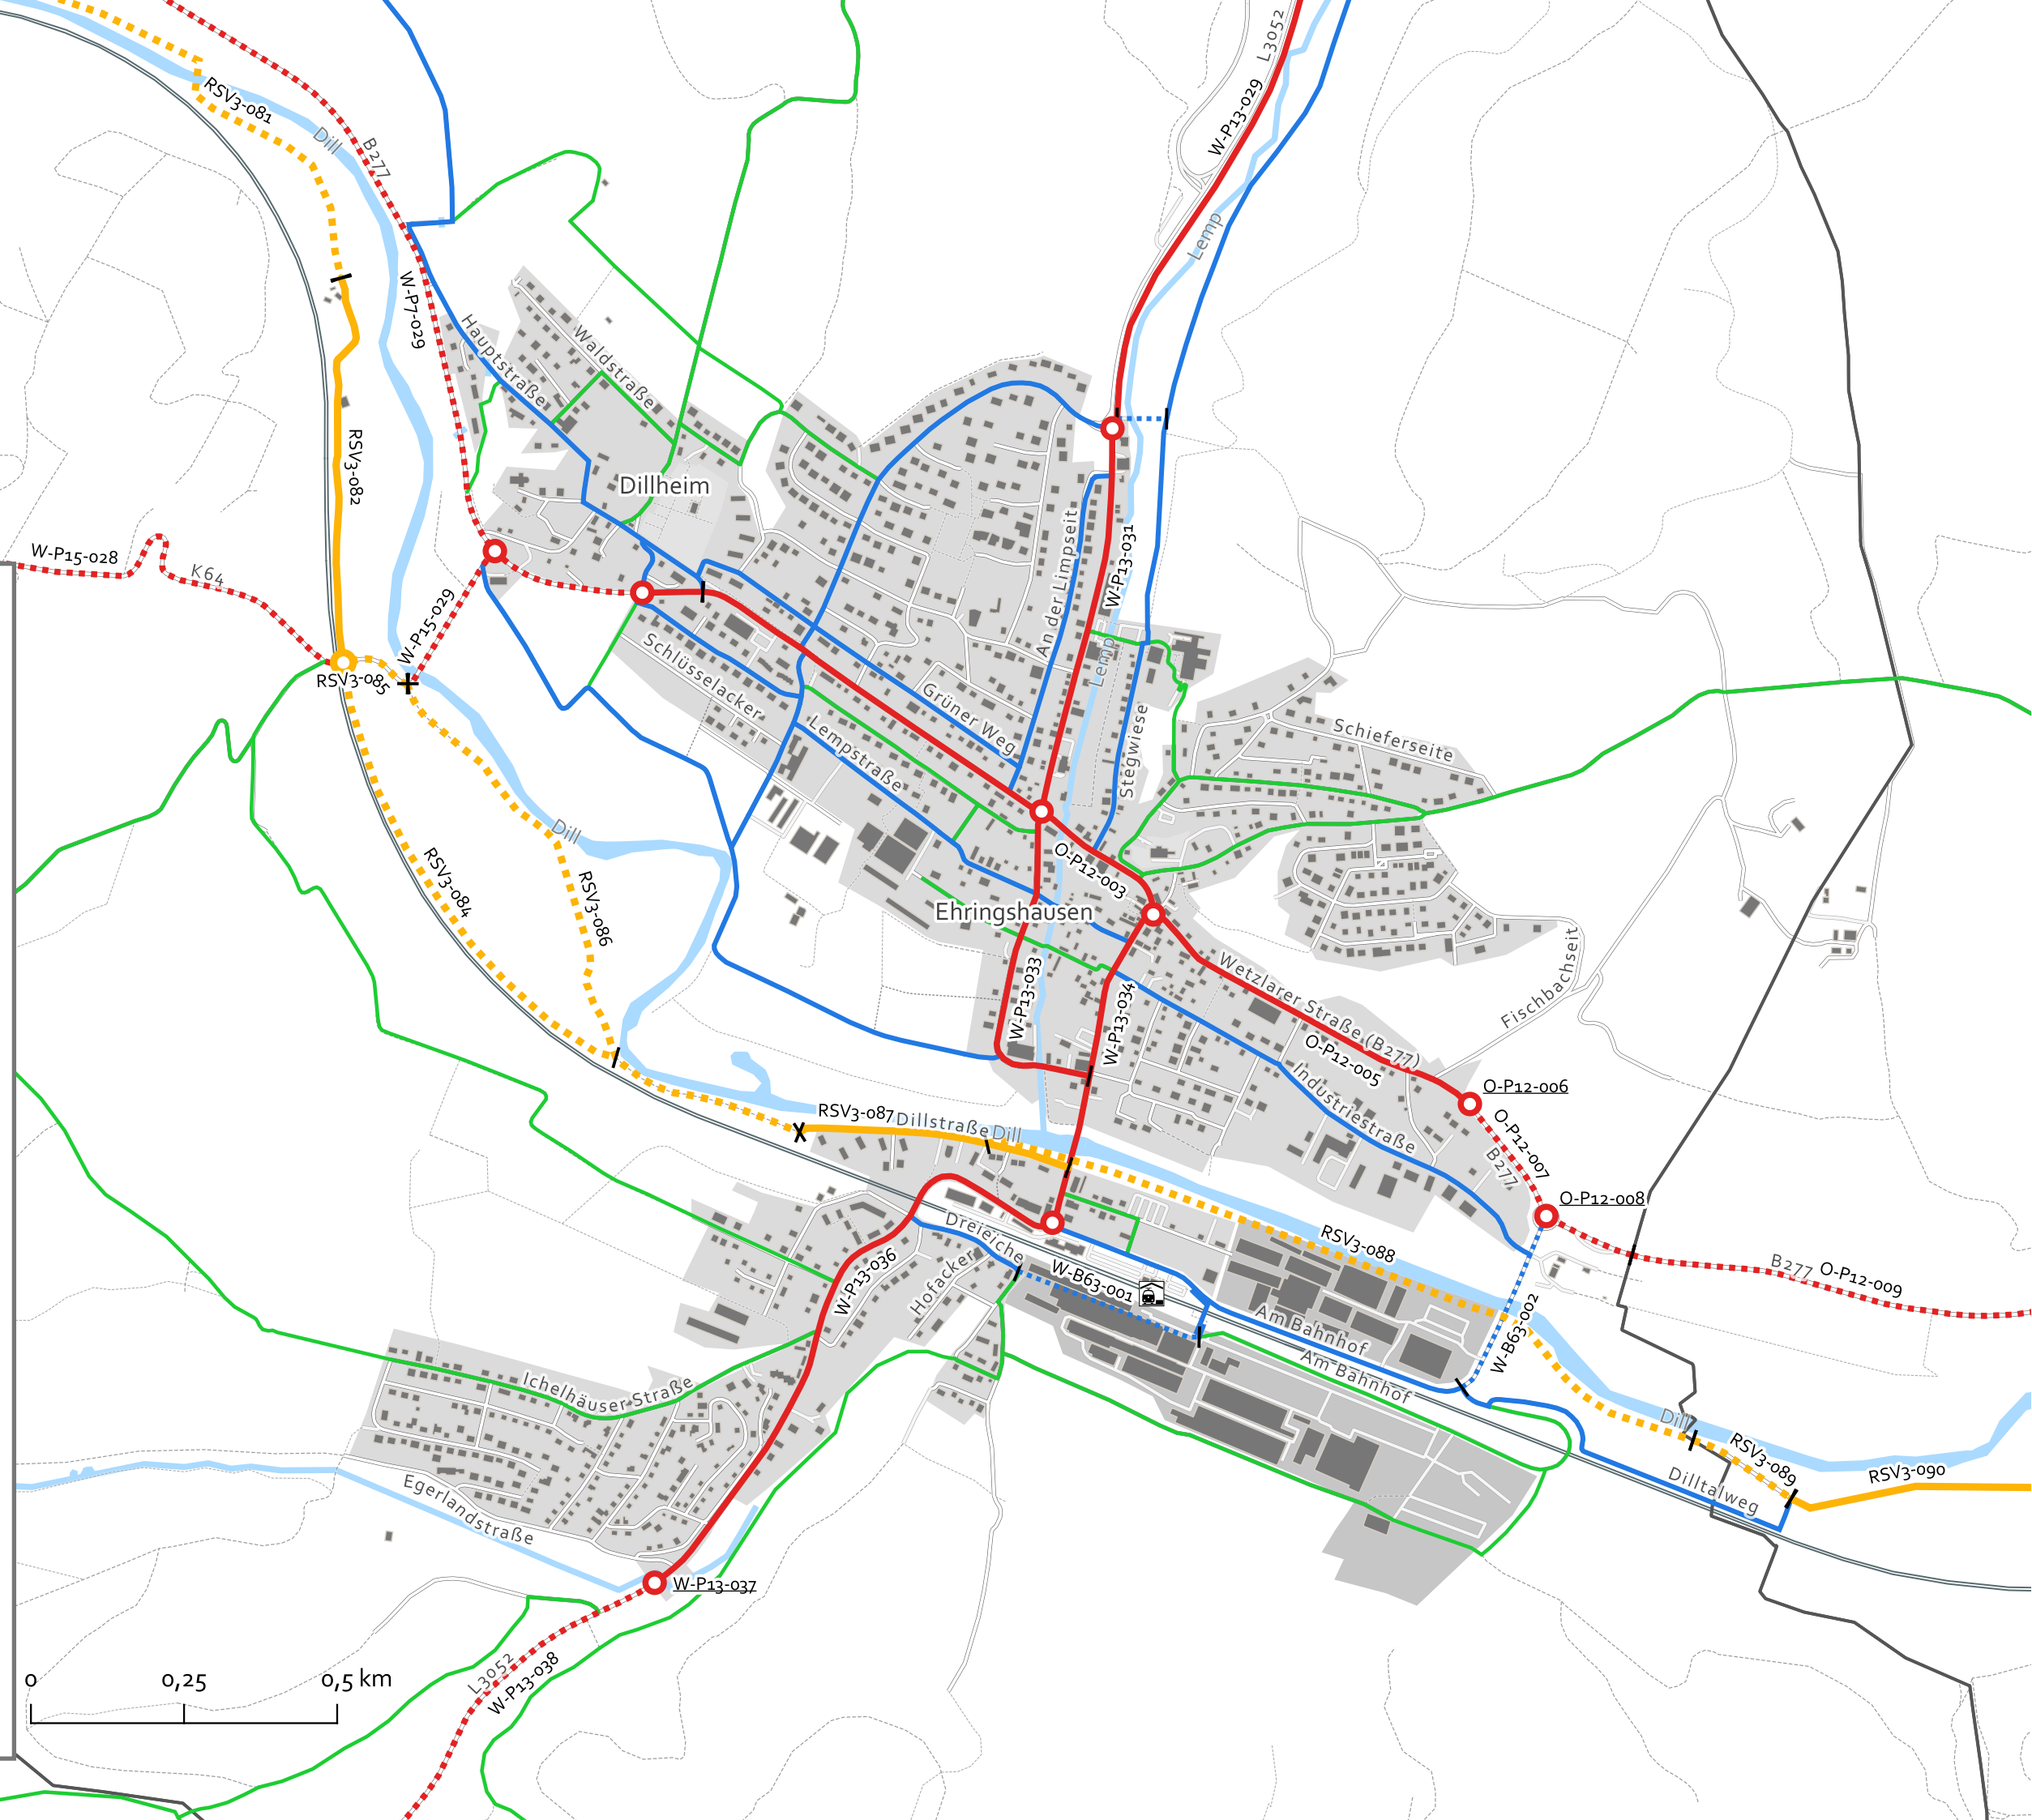 L3052
W-P13-029
RSV3-081
Dill
B277
Lemp
W-P7-029
Hauptstraße
Waldstraße
RSV3-082
Dillheim
An der Limpseit
W-P13-031
W-P15-028
K64
W-P15-029
RSV3-085
Schlüsselacker
Lemp
Grüner Weg
Lempstraße
Stegwiese
Schieferseite
Dill
RSV3-084
RSV3-086
O-P12-003
Ehringshausen
Wetzlarer Straße (B277)
Fischbachseit
W-P13-033
W-P13-034
O-P12-005
O-P12-006
Industriestraße
O-P12-007
B277
RSV3-087
Dillstraße
Dill
O-P12-008
Dreieiche
RSV3-088
W-B63-001
W-P13-036
Hofacker
B277
O-P12-009
Am Bahnhof
Am Bahnhof
W-B63-002
Ichelhäuser Straße
Dill
RSV3-089
RSV3-090
Dilltalweg
Egerlandstraße
W-P13-037
L3052
W-P13-038
0 0,25 0,5 km